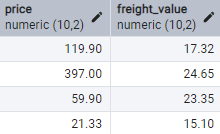 price freight_value
numeric (10,2) numeric (10,2)
119.90 17.32
397.00 24.65
59.90 23.35
21.33 15.10